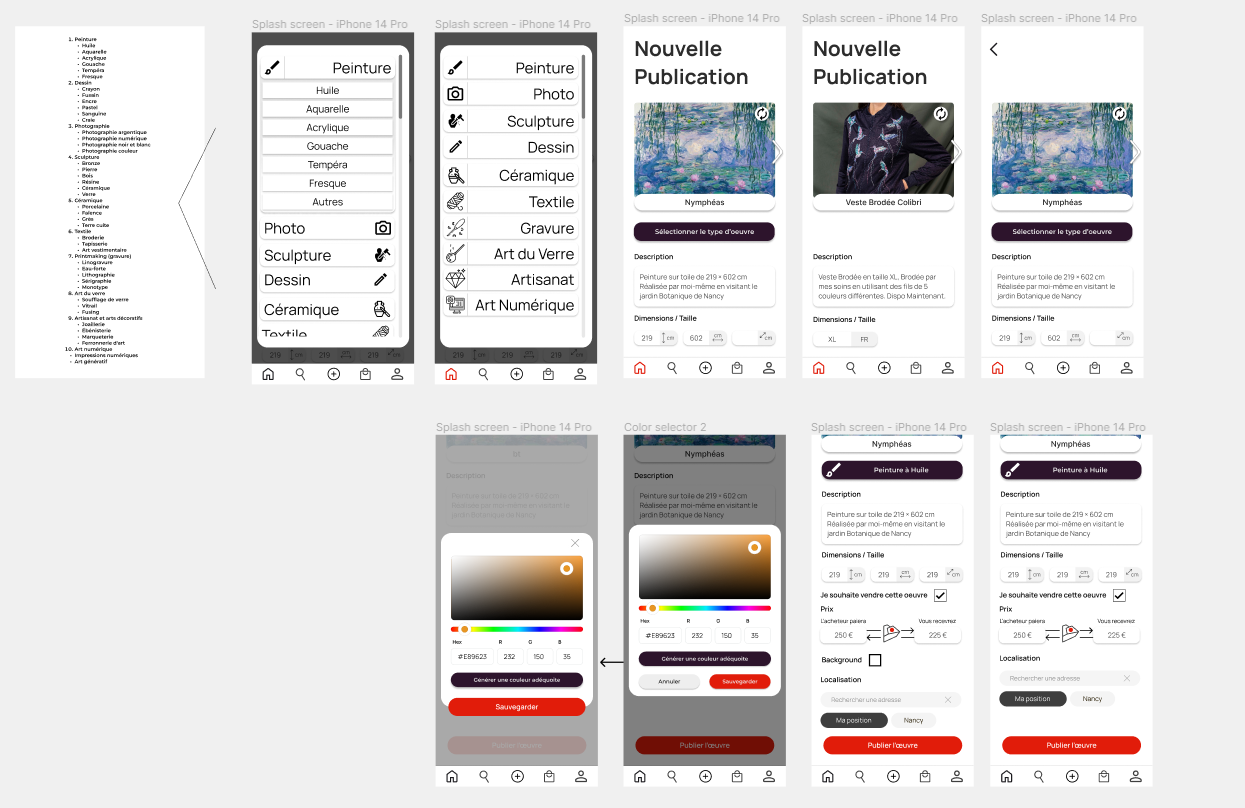 1. Peinture
• Huile
• Aquarelle
• Acrylique
• Gouache
• Tempéra
• Fresque
2. Dessin
• Crayon
• Fusain
• Encre
• Pastel
• Sanguine
• Craie
3. Photographie
• Photographie argentique
• Photographie numérique
• Photographie noir et blanc
• Photographie couleur
4. Sculpture
• Bronze
• Pierre
• Bois
• Résine
• Céramique
• Verre
5. Céramique
• Porcelaine
• Faïence
• Grès
• Terre cuite
6. Textile
• Broderie
• Tapisserie
• Art vestimentaire
7. Printmaking (gravure)
• Linogravure
• Eau-forte
• Lithographie
• Sérigraphie
• Monotype
8. Art du verre
• Soufflage de verre
• Vitrail
• Fusing
9. Artisanat et arts décoratifs
• Joaillerie
• Ébénisterie
• Marqueterie
• Ferronnerie d'art
10. Art numérique
• Impressions numériques
• Art génératif
Splash screen - iPhone 14 Pro
Peinture
Huile
Aquarelle
Acrylique
Gouache
Tempéra
Fresque
Autres
Photo
Sculpture
Dessin
Céramique
Textile
219 cm 219 cm 219 cm
Splash screen - iPhone 14 Pro
Peinture
Photo
Sculpture
Dessin
Céramique
Textile
Gravure
Art du Verre
Artisanat
Art Numérique
219 cm 219 cm 219 cm
Splash screen - iPhone 14 Pro
Nouvelle
Publication
Nymphéas
Sélectionner le type d'oeuvre
Description
Peinture sur toile de 219 × 602 cm
Réalisée par moi-même en visitant le
jardin Botanique de Nancy
Dimensions / Taille
219 cm 602 cm cm
Splash screen - iPhone 14 Pro
Nouvelle
Publication
Veste Brodée Colibri
Description
Veste Brodée en taille XL, Brodée par
mes soins en utilisant des fils de 5
couleurs différentes. Dispo Maintenant.
Dimensions / Taille
XL FR
Splash screen - iPhone 14 Pro
Nymphéas
Sélectionner le type d'oeuvre
Description
Peinture sur toile de 219 × 602 cm
Réalisée par moi-même en visitant le
jardin Botanique de Nancy
Dimensions / Taille
219 cm 602 cm cm
Splash screen - iPhone 14 Pro
Description
Peinture sur toile de 219 × 602 cm
Réalisée par moi-même en visitant le
jardin Botanique de Nancy
Hex R G B
#E89623 232 150 35
Générer une couleur adéquoite
Sauvegarder
Publier l'œuvre
Color selector 2
Nymphéas
Description
Peinture sur toile de 219 × 602 cm
Réalisée par moi-même en visitant le
jardin Botanique de Nancy
Hex R G B
#E89623 232 150 35
Générer une couleur adéquoite
Annuler Sauvegarder
Publier l'œuvre
Splash screen - iPhone 14 Pro
Nymphéas
Peinture à Huile
Description
Peinture sur toile de 219 × 602 cm
Réalisée par moi-même en visitant le
jardin Botanique de Nancy
Dimensions / Taille
219 cm 219 cm 219 cm
Je souhaite vendre cette oeuvre
Prix
L'acheteur paiera Vous recevrez
250 € 225 €
Background
Localisation
Rechercher une adresse
Ma position Nancy
Publier l'œuvre
Splash screen - iPhone 14 Pro
Nymphéas
Peinture à Huile
Description
Peinture sur toile de 219 × 602 cm
Réalisée par moi-même en visitant le
jardin Botanique de Nancy
Dimensions / Taille
219 cm 219 cm 219 cm
Je souhaite vendre cette oeuvre
Prix
L'acheteur paiera Vous recevrez
250 € 225 €
Localisation
Rechercher une adresse
Ma position Nancy
Publier l'œuvre